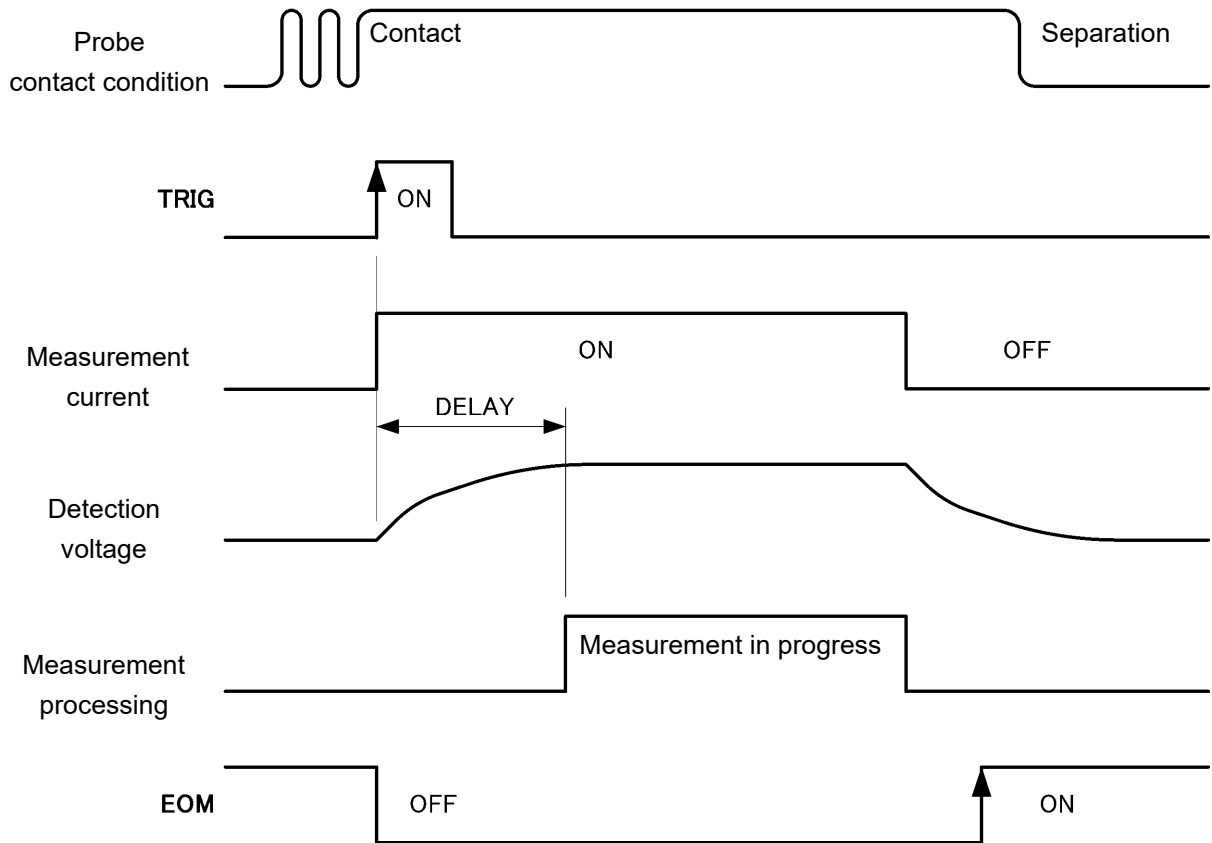 Probe
contact condition
Contact
Separation
TRIG
ON
Measurement
current
ON
OFF
DELAY
Detection
voltage
Measurement
processing
Measurement in progress
EOM
OFF
ON